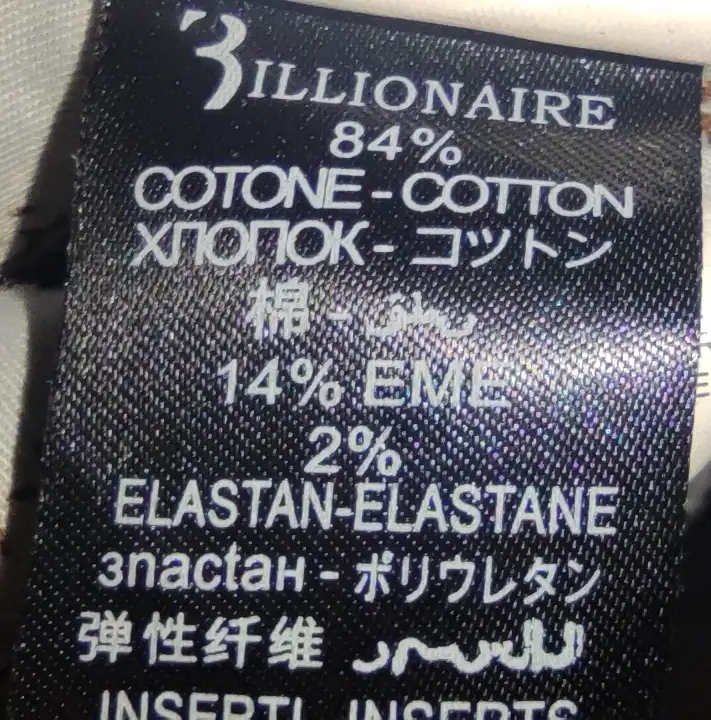 BILLIONAIRE
84%
COTONE - COTTON
ХЛОПОК - コツトン
棉 -
14% EME
2%
ELASTAN-ELASTANE
эластан - ポリウレタン
弹性纤维
INSERTI INSERTS